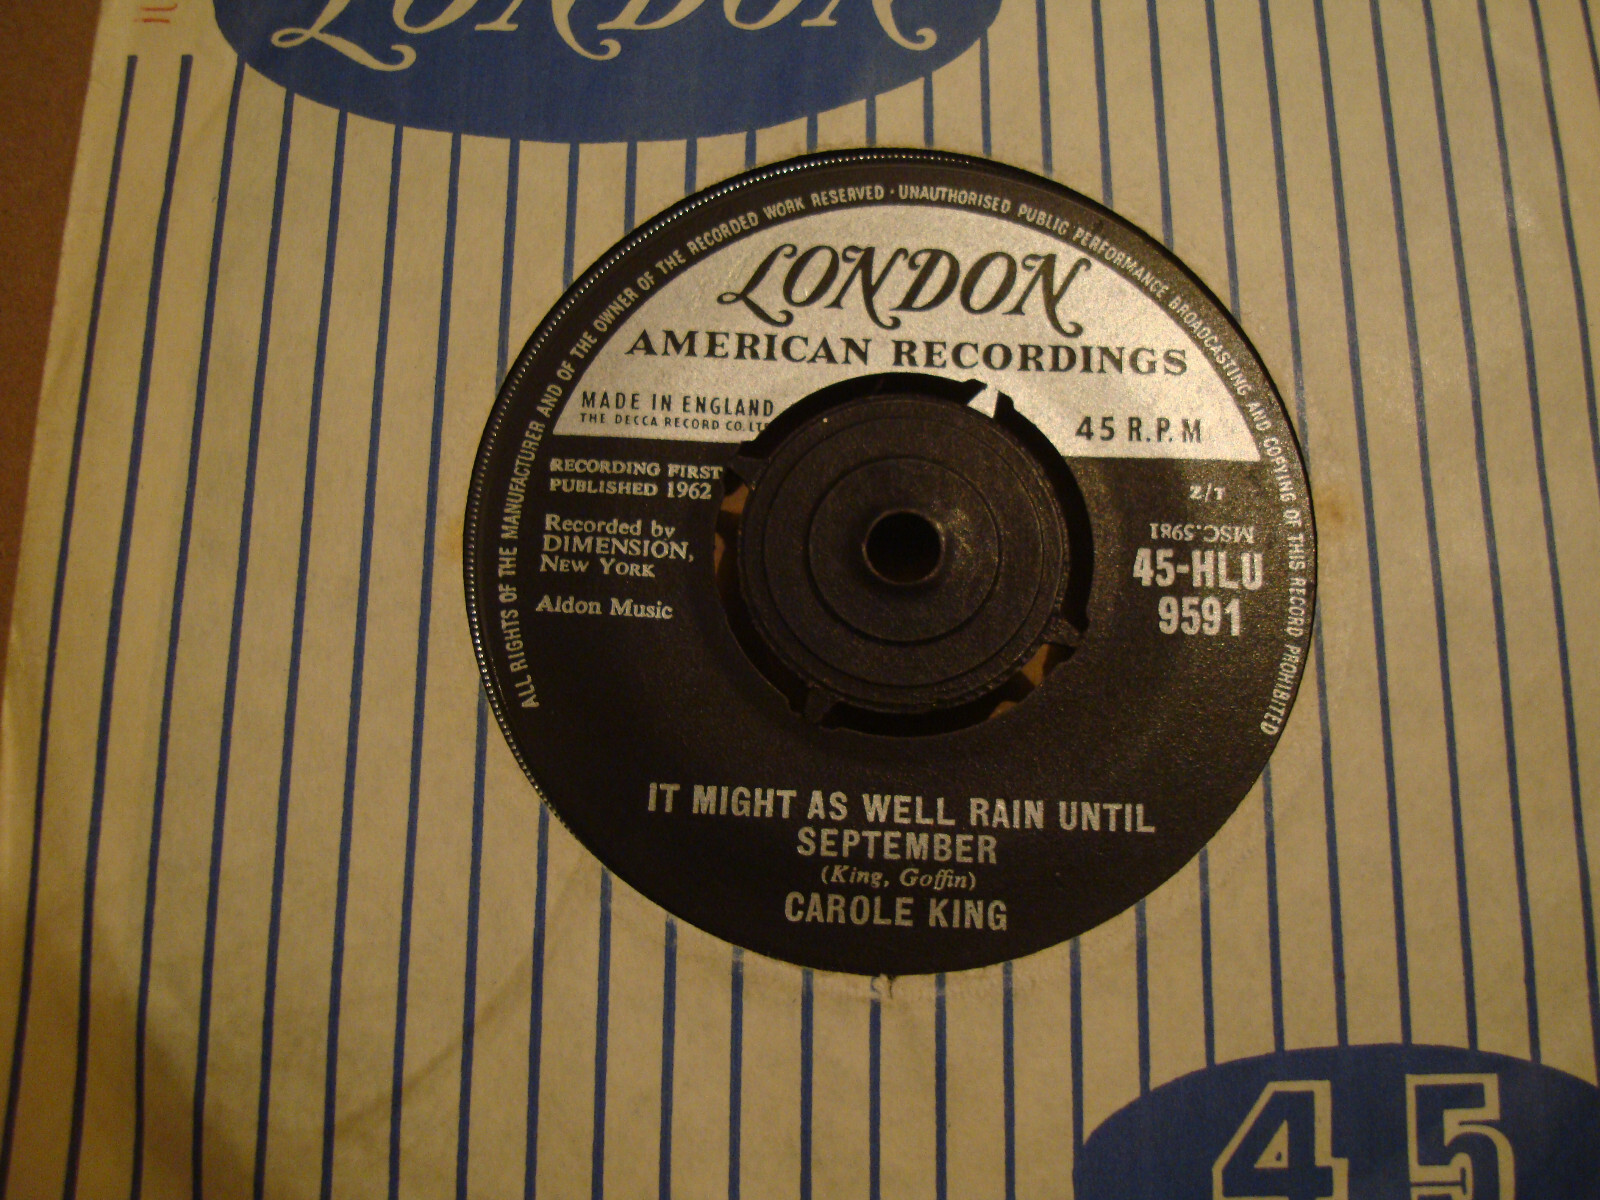 LONDON
ALL RIGHTS OF THE MANUFACTURER AND OF THE OWNER OF THE RECORDED WORK RESERVED · UNAUTHORISED PUBLIC PERFORMANCE BROADCASTING AND COPYING OF THIS RECORD PROHIBITED
LONDON
AMERICAN RECORDINGS
MADE IN ENGLAND
THE DECCA RECORD CO. LT
45 R.P.M
RECORDING FIRST
PUBLISHED 1962
Recorded by
DIMENSION,
NEW YORK
Aldon Music
Z/T
MSC.5981
45-HLU
9591
IT MIGHT AS WELL RAIN UNTIL
SEPTEMBER
(King, Goffin)
CAROLE KING
45